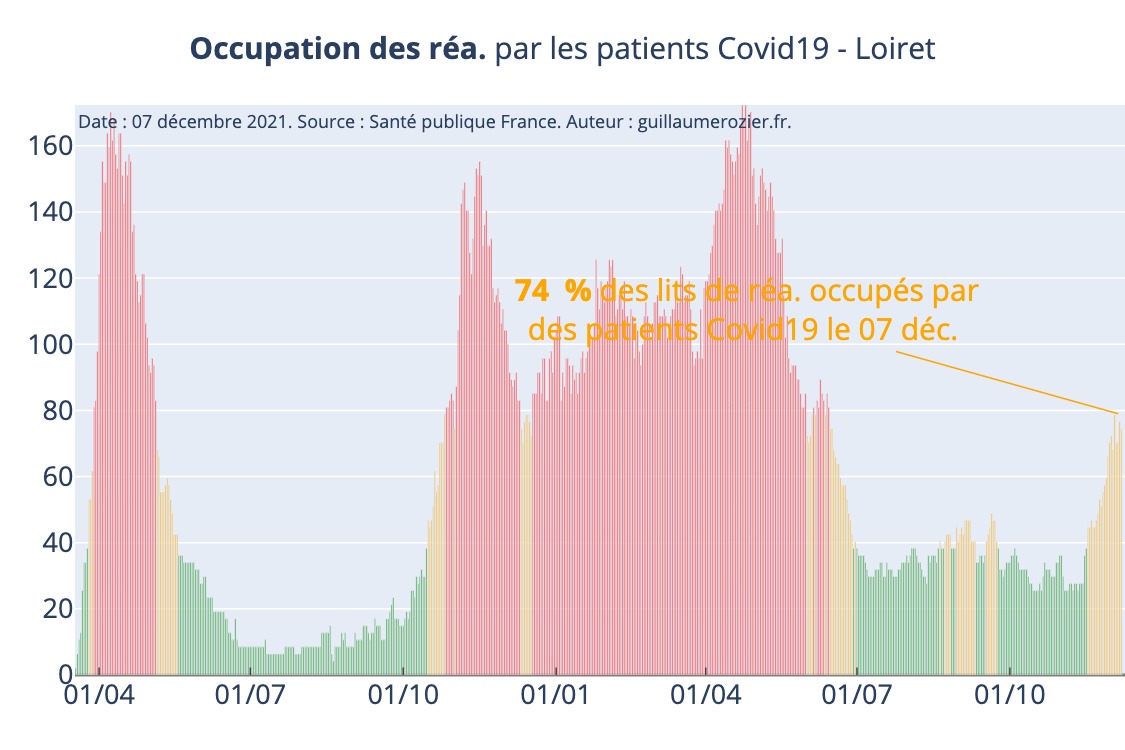 Occupation des réa. par les patients Covid19 - Loiret
Date : 07 décembre 2021. Source : Santé publique France. Auteur : guillaumerozier.fr.
160
140
120
74 % des lits de réa. occupés par
des patients Covid19 le 07 déc.
100
80
60
40
20
0
01/04 01/07 01/10 01/01 01/04 01/07 01/10